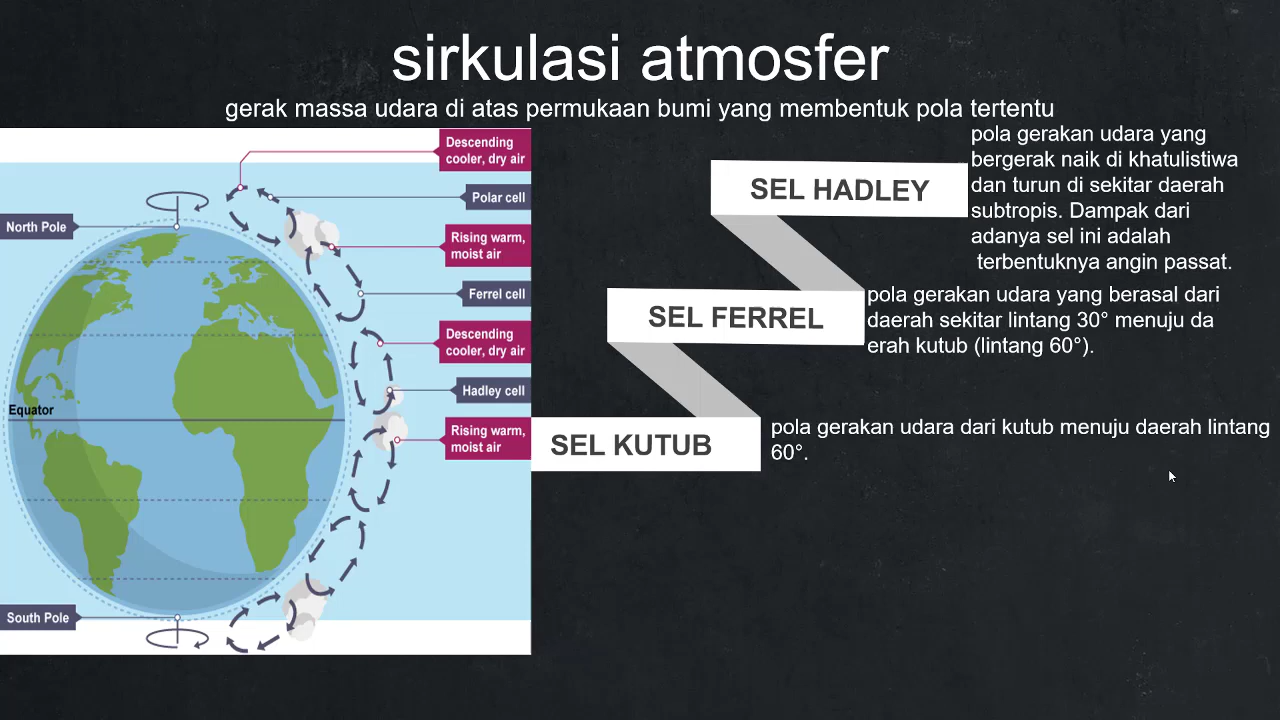 sirkulasi atmosfer
gerak massa udara di atas permukaan bumi yang membentuk pola tertentu
Descending
cooler, dry air
Polar cell
North Pole
Rising warm,
moist air
Ferrel cell
Descending
cooler, dry air
Hadley cell
Equator
Rising warm,
moist air
South Pole
SEL HADLEY
pola gerakan udara yang
bergerak naik di khatulistiwa
dan turun di sekitar daerah
subtropis. Dampak dari
adanya sel ini adalah
terbentuknya angin passat.
SEL FERREL
pola gerakan udara yang berasal dari
daerah sekitar lintang 30° menuju da
erah kutub (lintang 60°).
SEL KUTUB
pola gerakan udara dari kutub menuju daerah lintang
60°.